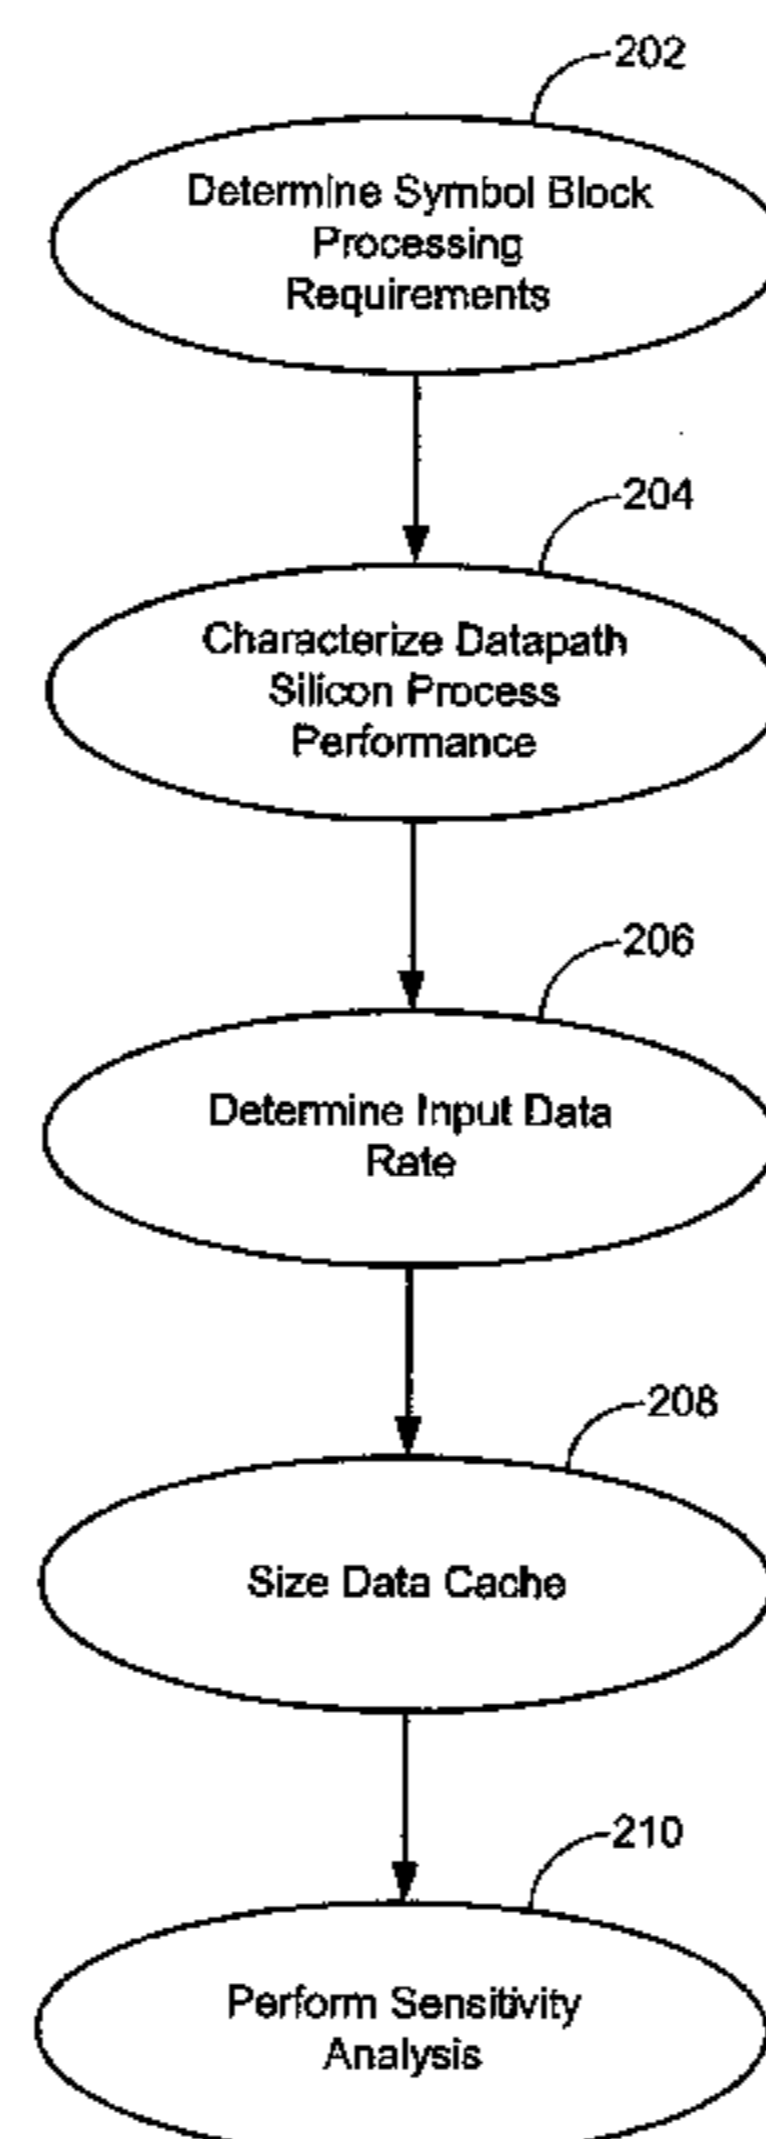 202
Determine Symbol Block
Processing
Requirements
204
Characterize Datapath
Silicon Process
Performance
206
Determine Input Data
Rate
208
Size Data Cache
210
Perform Sensitivity
Analysis